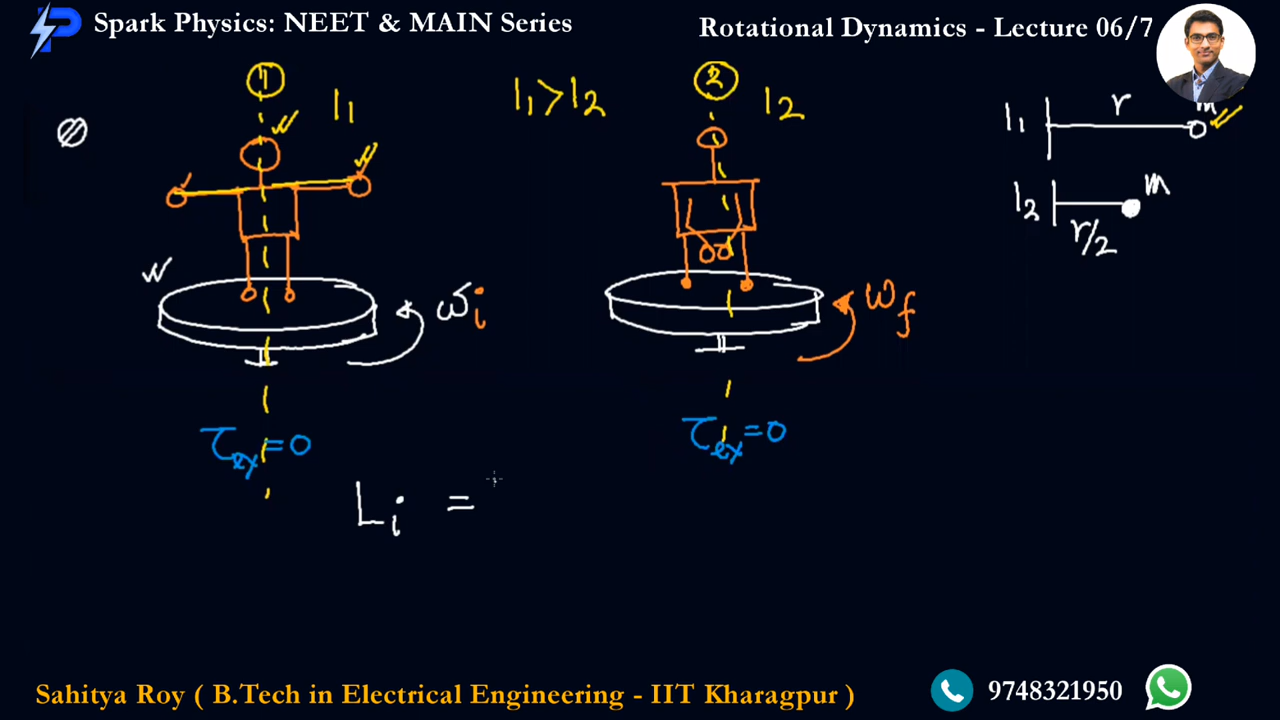 Spark Physics: NEET & MAIN Series
Rotational Dynamics - Lecture 06/7
1
I1
I1 > I2
2
I2
I1 r m
I2 r/2 m
W
ωi
ωf
τex = 0
τex = 0
Li =
Sahitya Roy ( B.Tech in Electrical Engineering - IIT Kharagpur )
9748321950